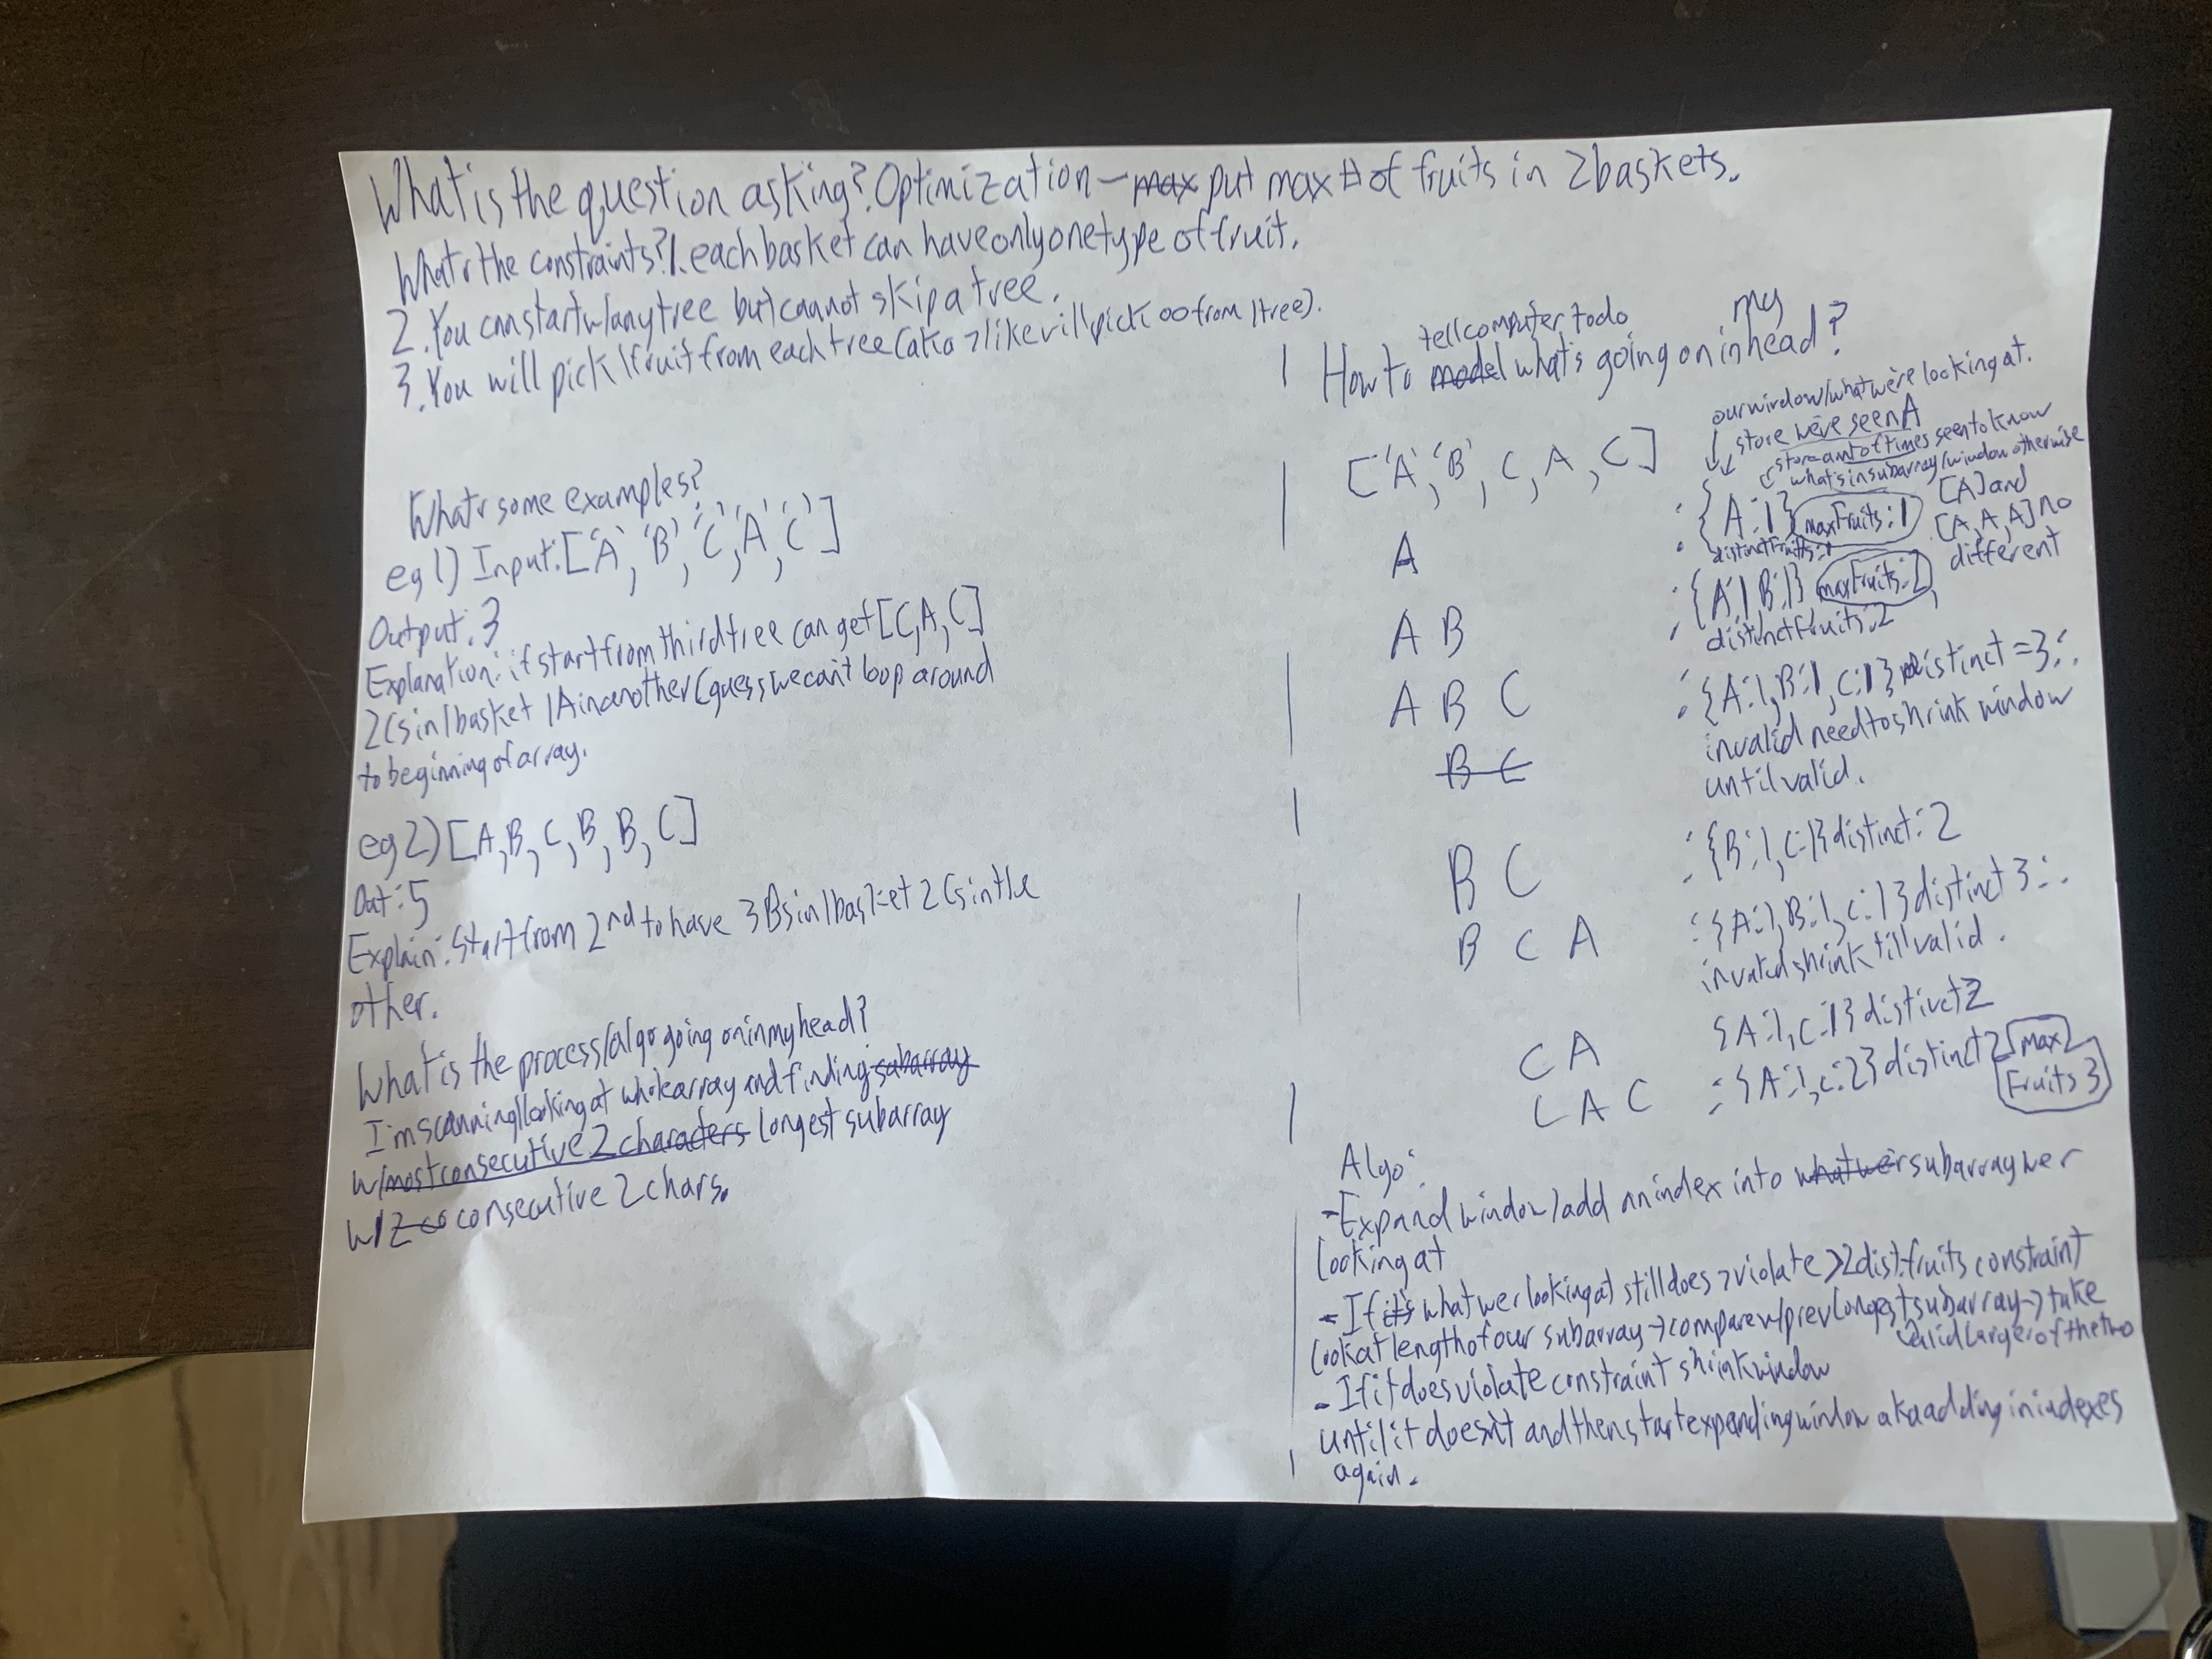 What is the question asking? Optimization – max put max # of fruits in 2 baskets.
What r the constraints? 1. each basket can have only one type of fruit.
2. You can start w/ any tree but cannot skip a tree.
3. You will pick 1 fruit from each tree (aka > like vill pick ∞ from 1 tree).
What r some examples?
eg 1) Input: ['A', 'B', 'C', 'A', 'C']
Output: 3
Explanation: if start from third tree can get [C, A, C]
2 Cs in 1 basket 1 A in another (guess we can't loop around
to beginning of array.
eg 2) [A, B, C, B, B, C]
Out: 5
Explain: Start from 2nd to have 3 Bs in 1 basket 2 Cs in the
other.
What is the process/algo going on in my head?
I'm scanning/looking at whole array and finding subarray
w/ most consecutive 2 characters longest subarray
w/ 2 co consecutive 2 chars.
tell computer to do my
How to model what's going on in head?
our window/what we're looking at.
store we've seen A
store amt of times seen to know
what's in subarray/window otherwise
['A', 'B', C, A, C]
[A] and
[A, A, A] no
different
A : {A:1} maxFruits: 1
distinctFruits: 1
A B : {A:1 B:1} maxFruits: 2
distinctFruits: 2
A B C : {A:1, B:1, C:1} distinct = 3 ∴
invalid need to shrink window
until valid.
B C
B C : {B:1, C:1} distinct: 2
B C A : {A:1, B:1, C:1} distinct 3 ∴
invalid shrink till valid.
C A {A:1, C:1} distinct 2
C A C : {A:1, C:2} distinct 2 max
Fruits 3
Algo:
- Expand window/add an index into what we r subarray we r
looking at
- If it's what we r looking at still does > violate >2 dist. fruits constraint
look at length of our subarray → compare w/ prev longest subarray → take
valid larger of the two
- If it does violate constraint shrink window
until it doesn't and then start expanding window aka adding in indexes
again.